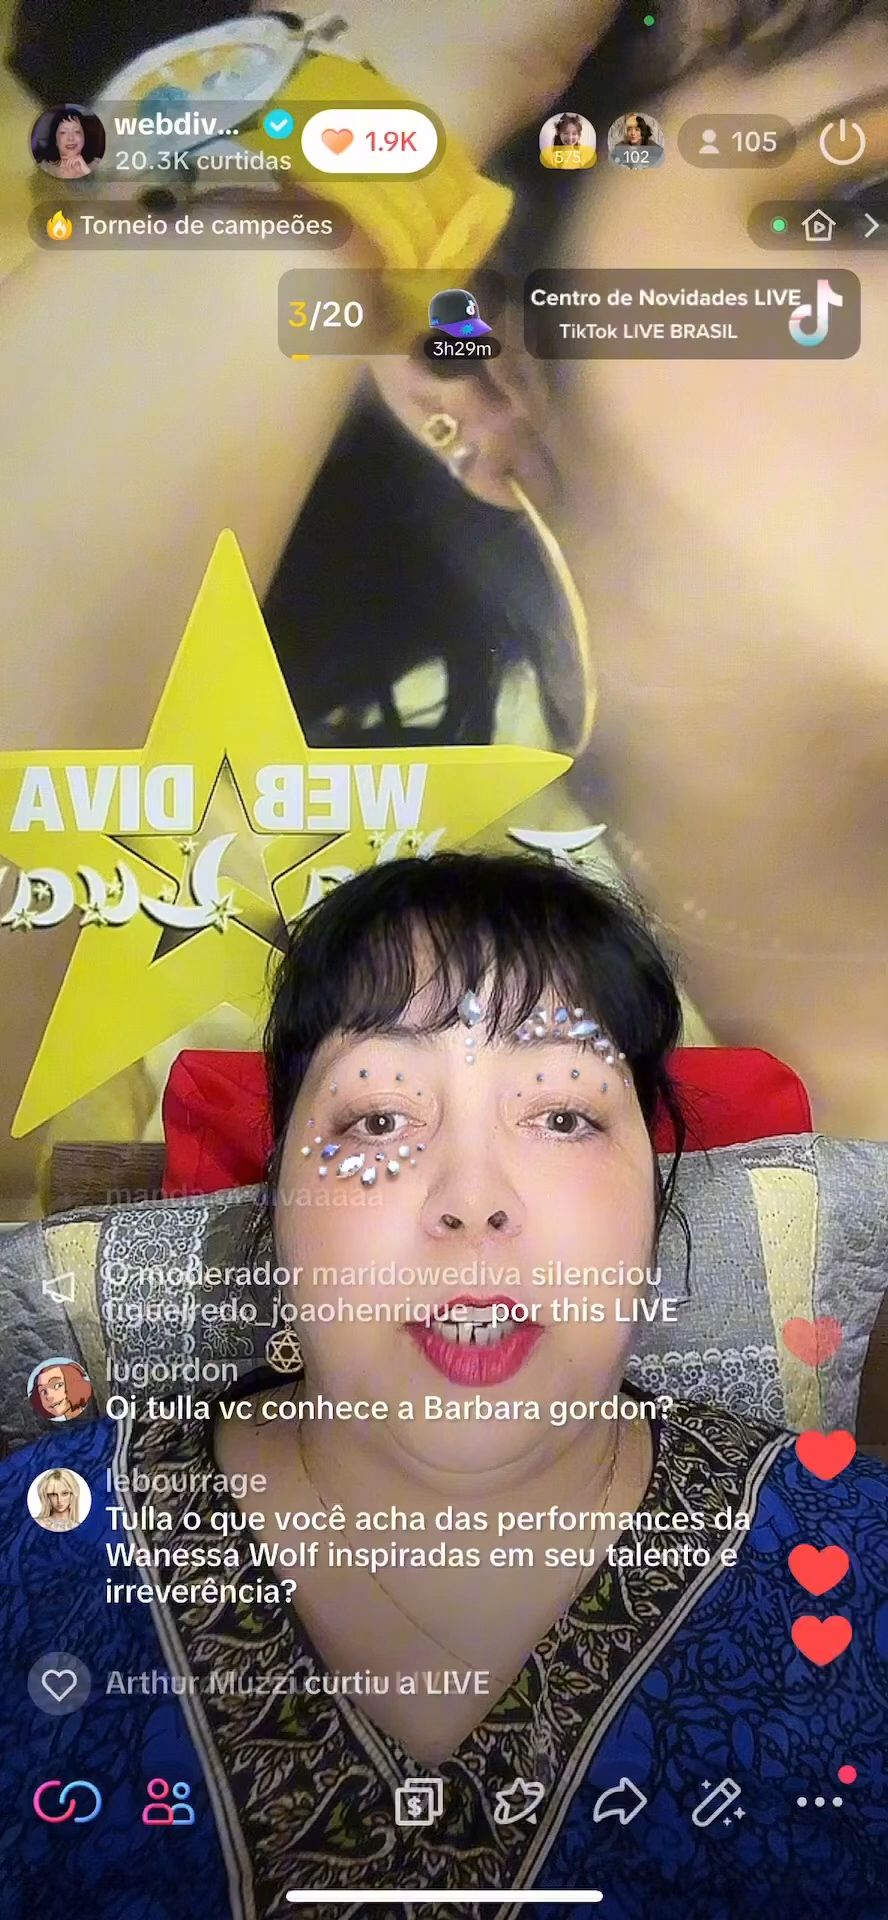 webdiv...
1.9K
20.3K curtidas
575
102
105
Torneio de campeões
3/20
3h29m
Centro de Novidades LIVE
TikTok LIVE BRASIL
WEB DIVA
O moderador maridowediva silenciou
figueiredo_joaohenrique_ por this LIVE
lugordon
Oi tulla vc conhece a Barbara gordon?
lebourrage
Tulla o que você acha das performances da
Wanessa Wolf inspiradas em seu talento e
irreverência?
Arthur Muzzi curtiu a LIVE